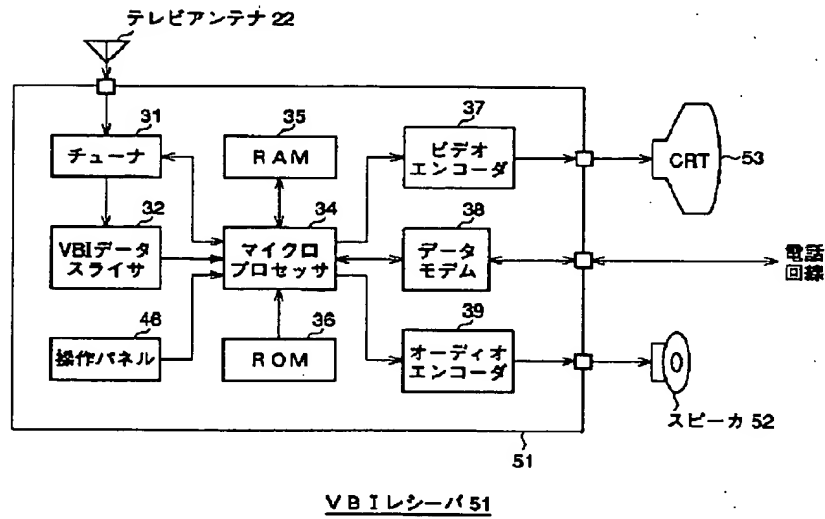 テレビアンテナ 22
31
チューナ
35
RAM
37
ビデオ
エンコーダ
CRT
53
32
VBIデータ
スライサ
34
マイクロ
プロセッサ
38
データ
モデム
電話
回線
46
操作パネル
36
ROM
39
オーディオ
エンコーダ
スピーカ 52
51
VBIレシーバ 51